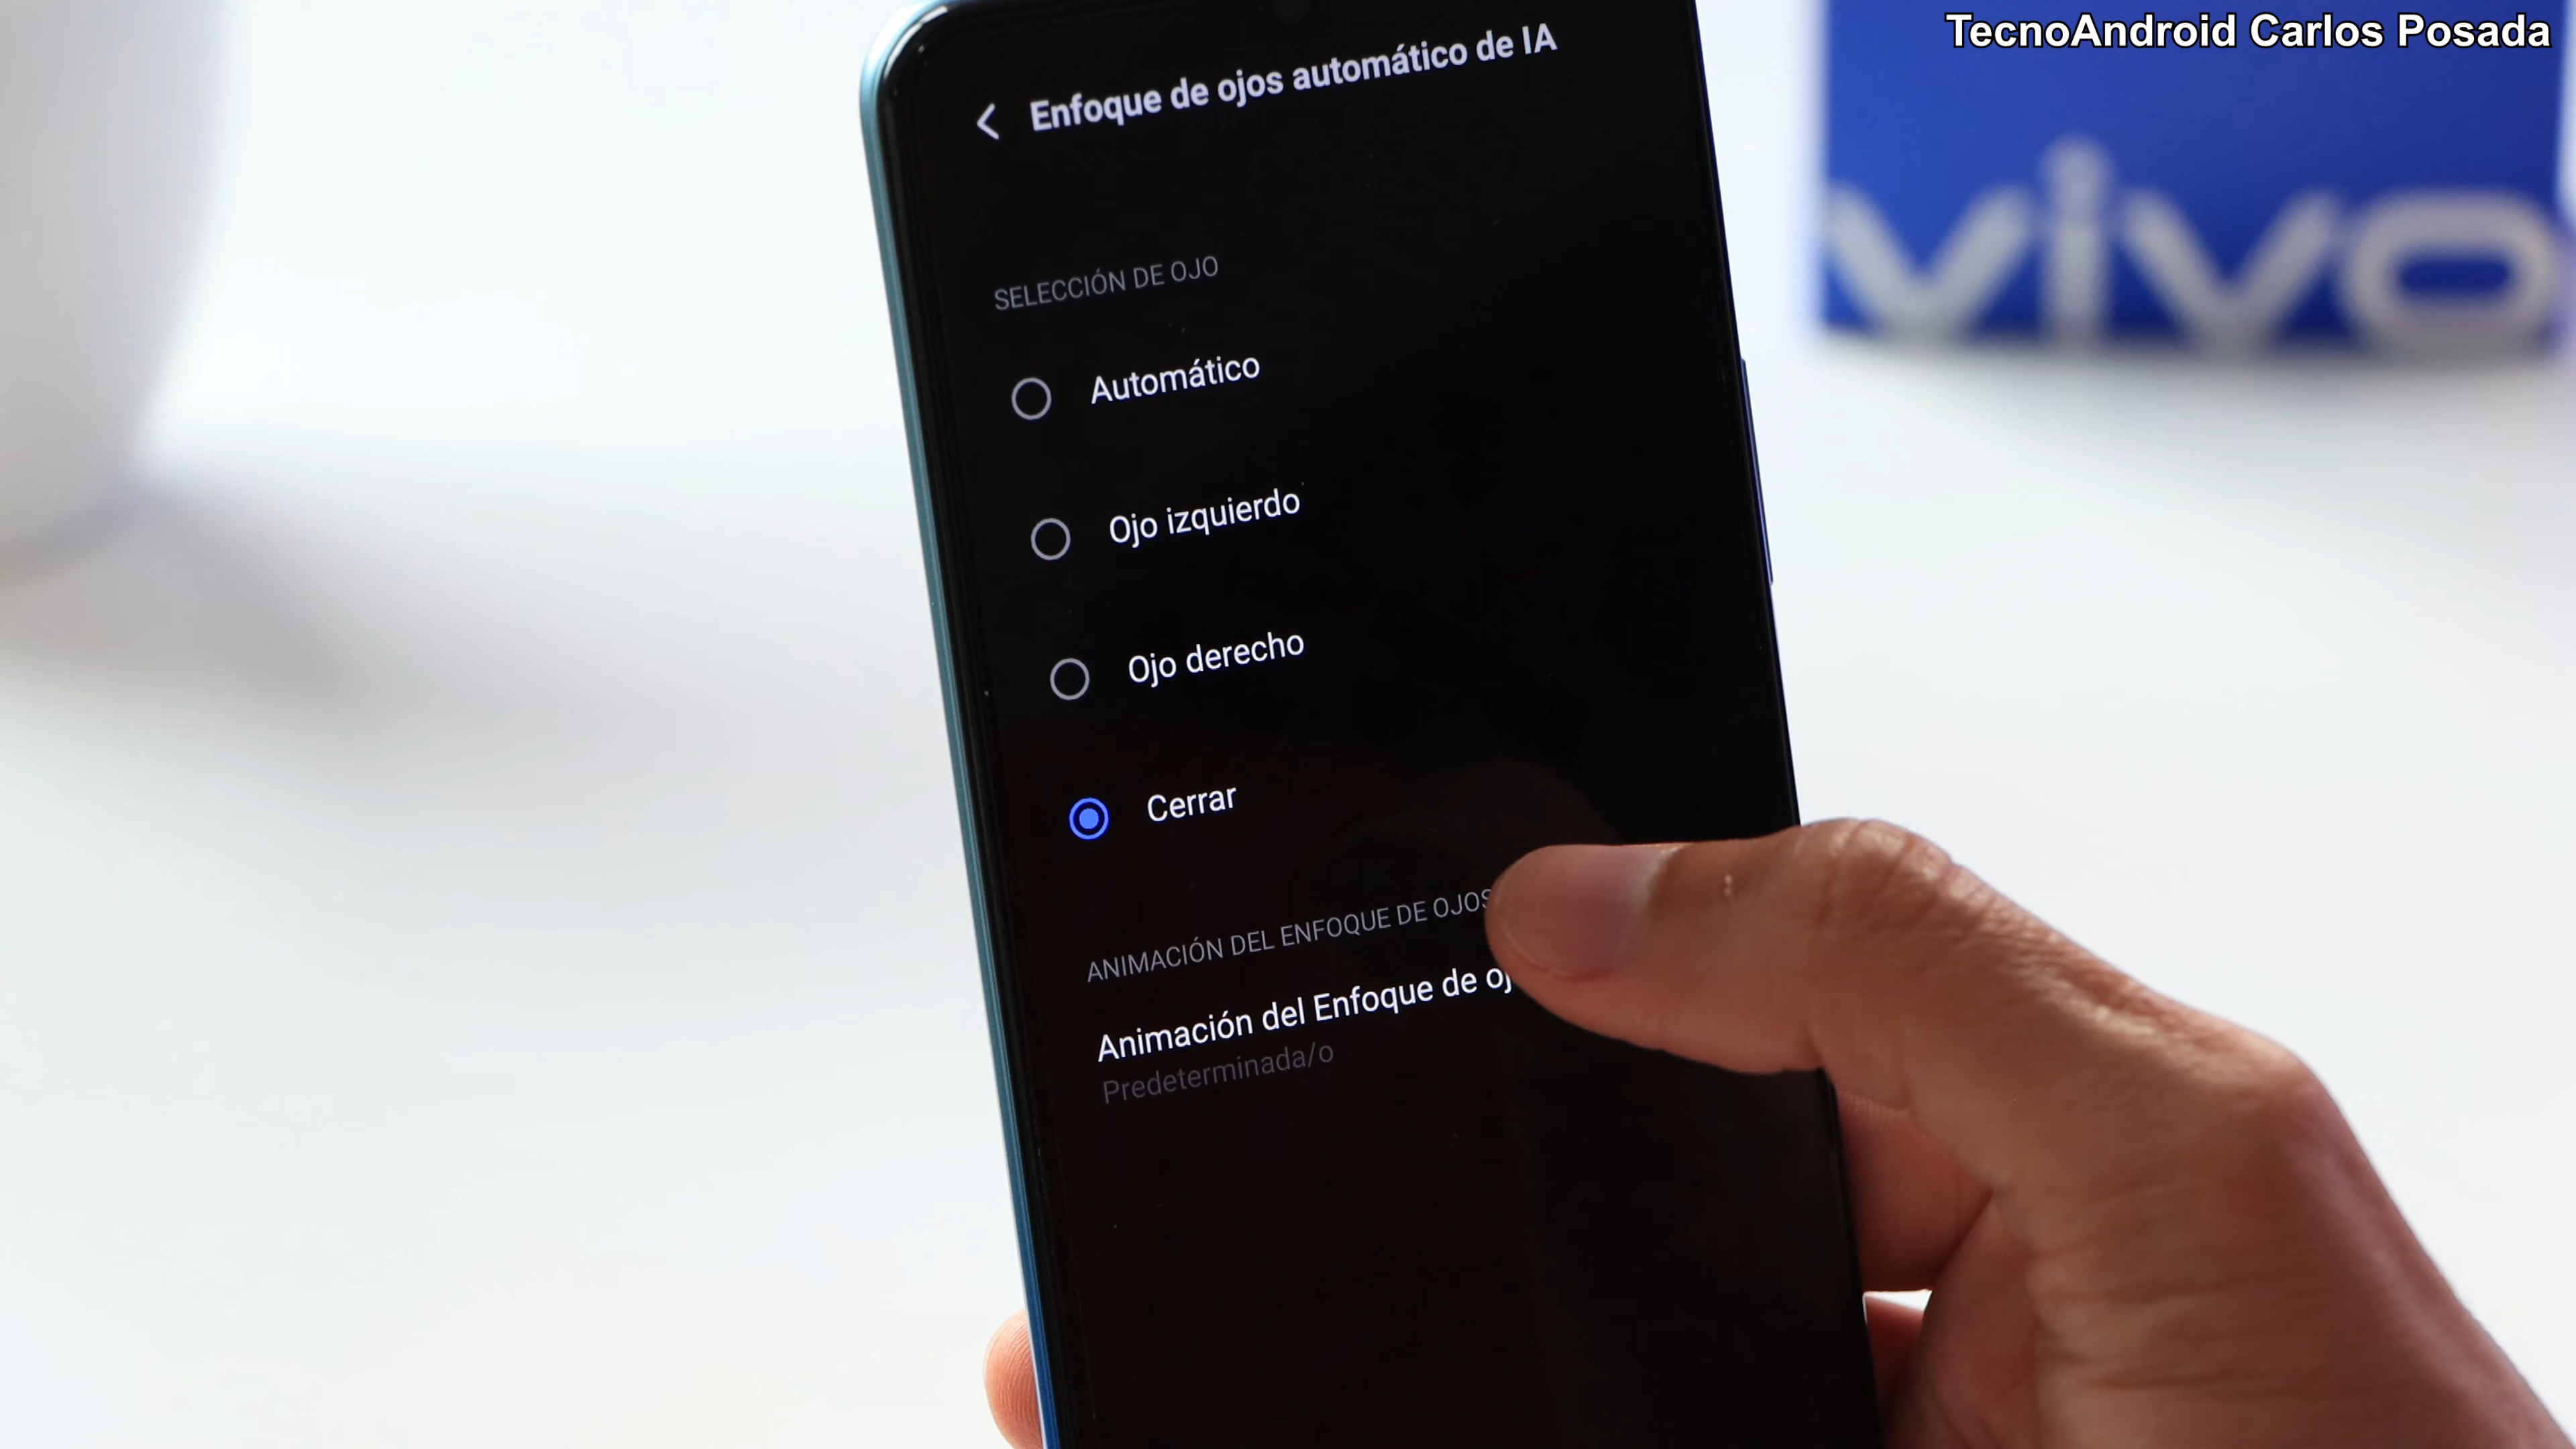 TecnoAndroid Carlos Posada
Enfoque de ojos automático de IA
vivo
SELECCIÓN DE OJO
Automático
Ojo izquierdo
Ojo derecho
Cerrar
ANIMACIÓN DEL ENFOQUE DE OJOS
Animación del Enfoque de oj
Predeterminada/o